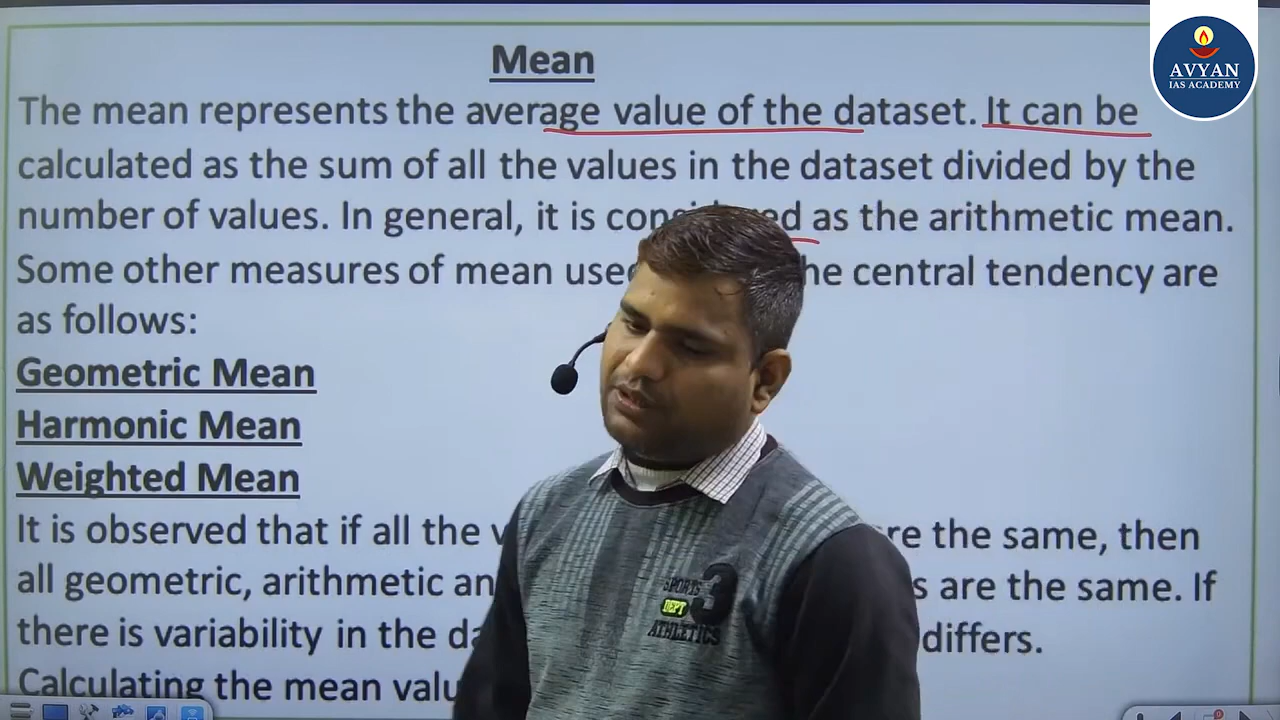 Mean
The mean represents the average value of the dataset. It can be
calculated as the sum of all the values in the dataset divided by the
number of values. In general, it is considered as the arithmetic mean.
Some other measures of mean used he central tendency are
as follows:
Geometric Mean
Harmonic Mean
Weighted Mean
It is observed that if all the are the same, then
all geometric, arithmetic an s are the same. If
there is variability in the da differs.
Calculating the mean valu
AVYAN
IAS ACADEMY
SPORTS 3
DEPT
ATHLETICS